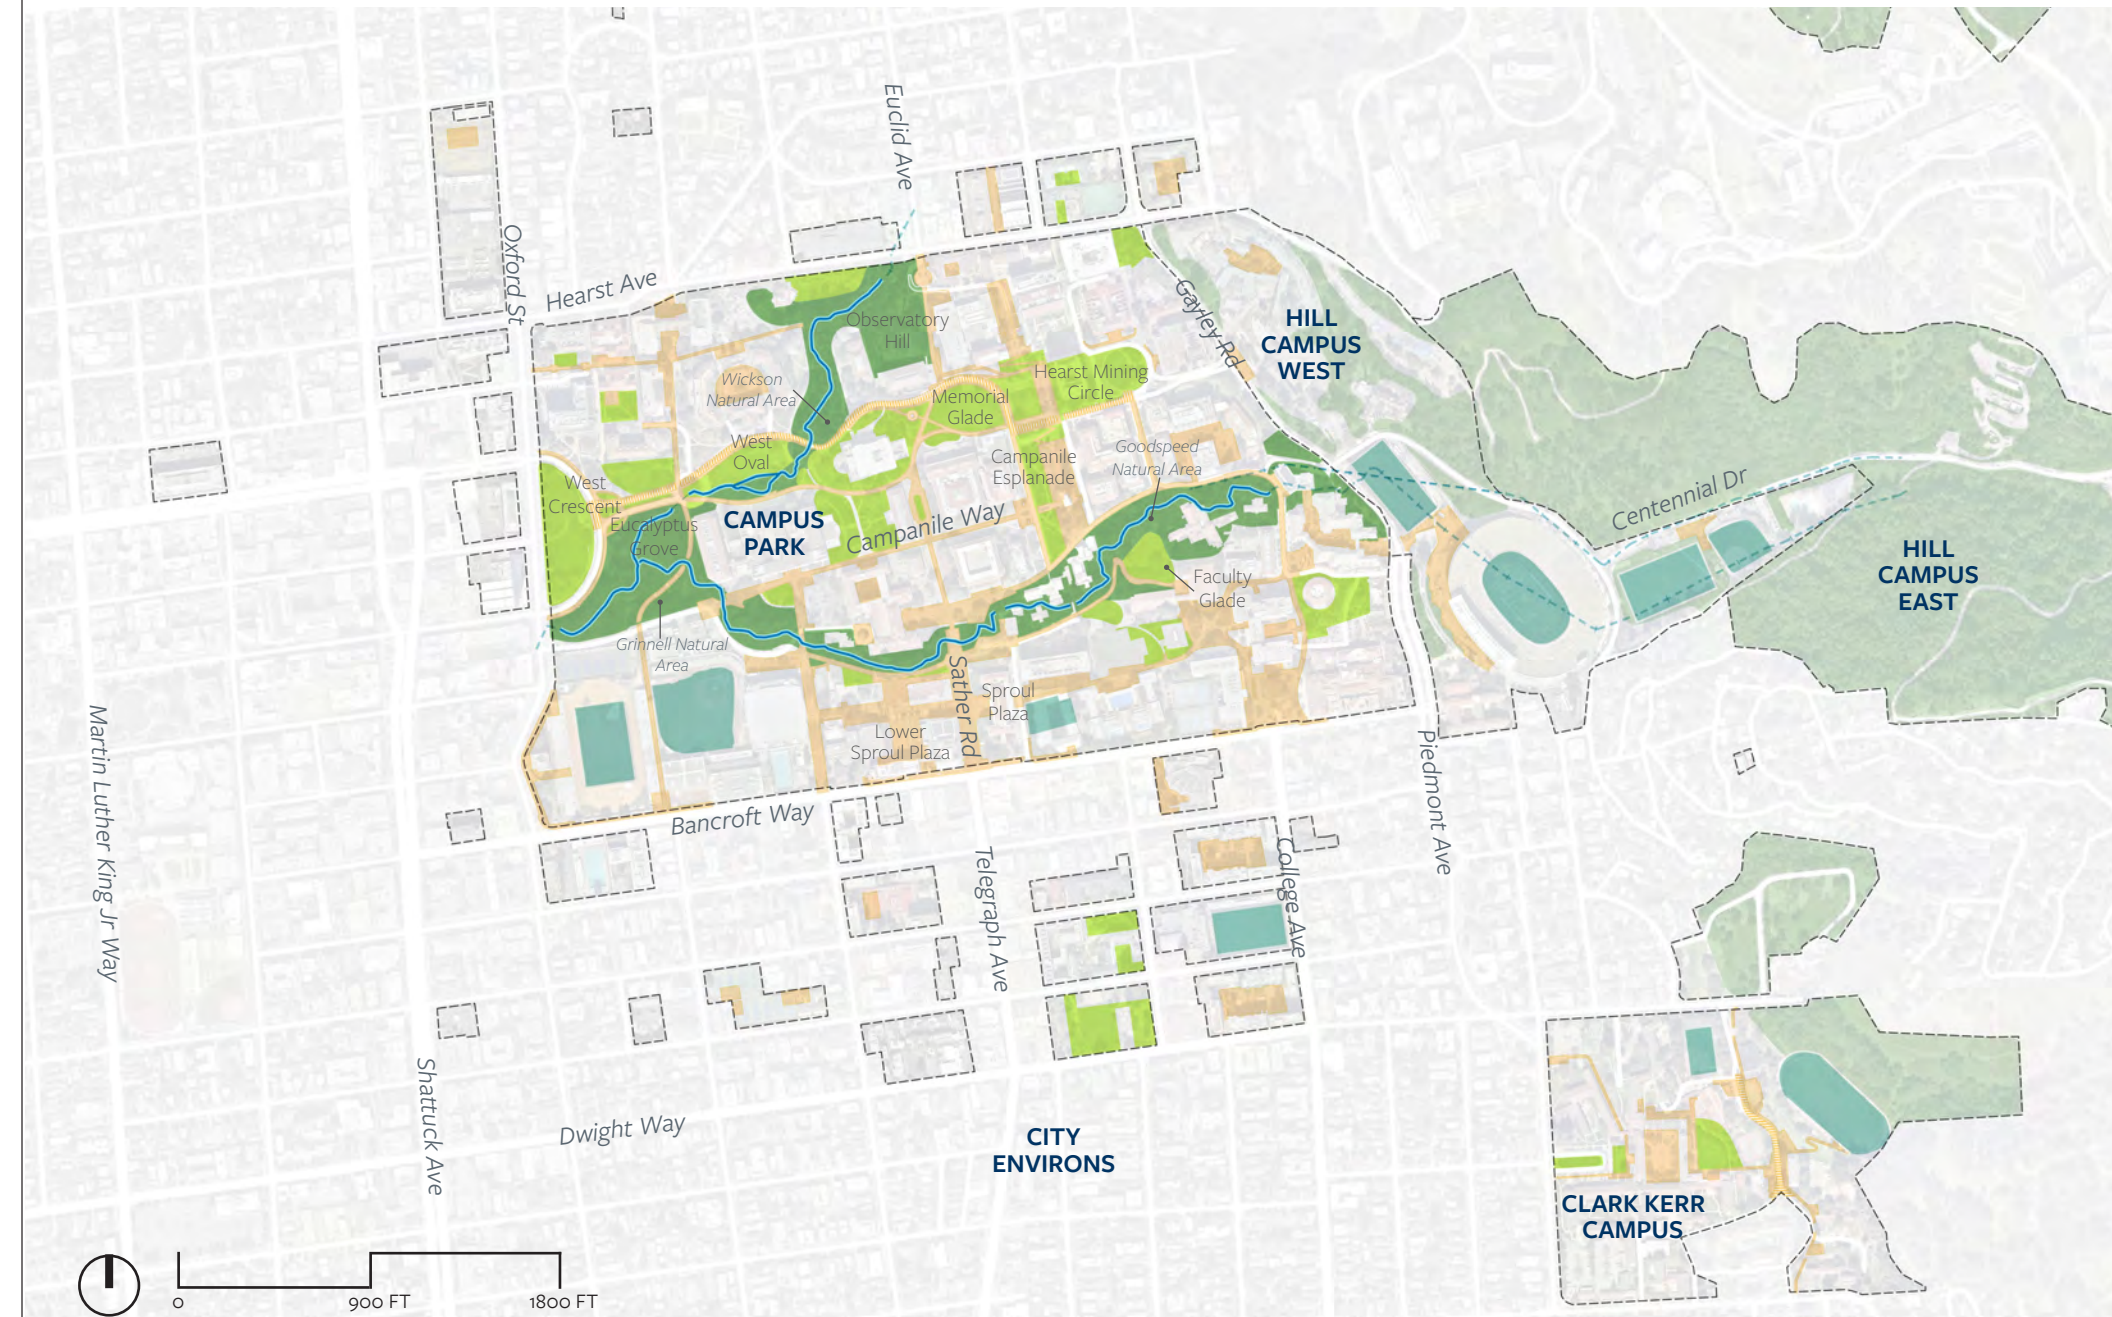 Euclid Ave
Oxford St
Hearst Ave
Gayley Rd
HILL
CAMPUS
WEST
Observatory
Hill
Wickson
Natural Area
Memorial
Glade
Hearst Mining
Circle
West
Oval
Campanile
Esplanade
Goodspeed
Natural Area
West
Crescent
Eucalyptus
Grove
CAMPUS
PARK
Campanile Way
Centennial Dr
HILL
CAMPUS
EAST
Faculty
Glade
Grinnell Natural
Area
Sather Rd
Sproul
Plaza
Lower
Sproul Plaza
Martin Luther King Jr Way
Bancroft Way
Piedmont Ave
Telegraph Ave
College Ave
Shattuck Ave
Dwight Way
CITY
ENVIRONS
CLARK KERR
CAMPUS
0
900 FT
1800 FT